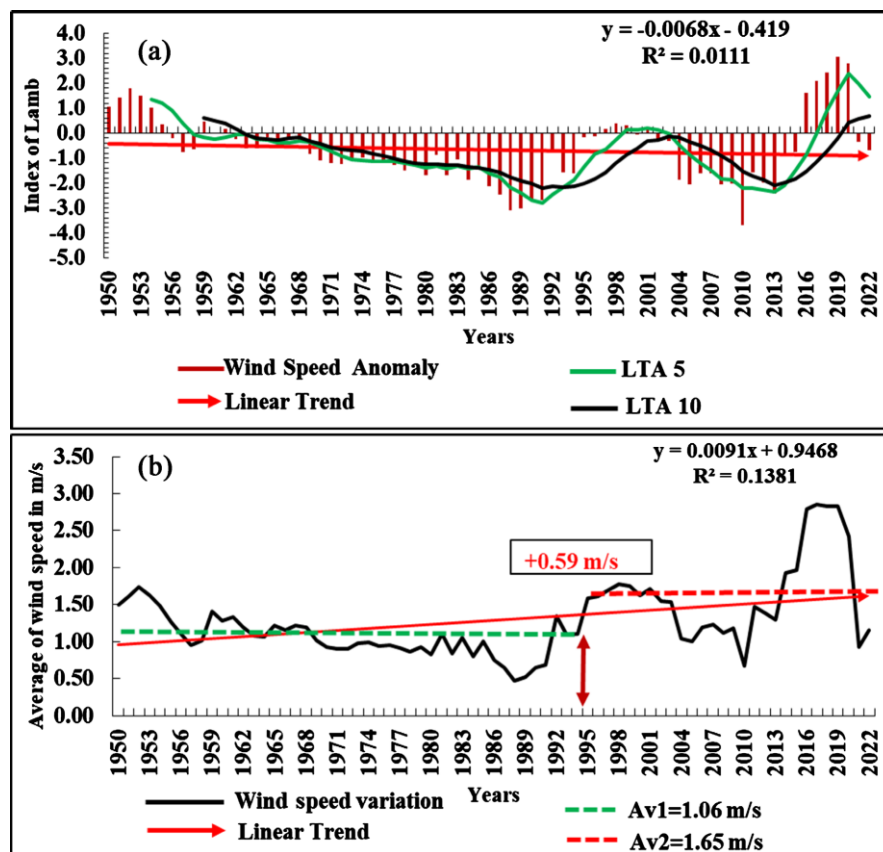 (a)
y = -0.0068x - 0.419
R² = 0.0111
Index of Lamb
4.0
3.0
2.0
1.0
0.0
-1.0
-2.0
-3.0
-4.0
-5.0
1950 1953 1956 1959 1962 1965 1968 1971 1974 1977 1980 1983 1986 1989 1992 1995 1998 2001 2004 2007 2010 2013 2016 2019 2022
Years
Wind Speed Anomaly LTA 5
Linear Trend LTA 10
(b)
y = 0.0091x + 0.9468
R² = 0.1381
Average of wind speed in m/s
3.50
3.00
2.50
2.00
1.50
1.00
0.50
0.00
+0.59 m/s
1950 1953 1956 1959 1962 1965 1968 1971 1974 1977 1980 1983 1986 1989 1992 1995 1998 2001 2004 2007 2010 2013 2016 2019 2022
Years
Wind speed variation Av1=1.06 m/s
Linear Trend Av2=1.65 m/s